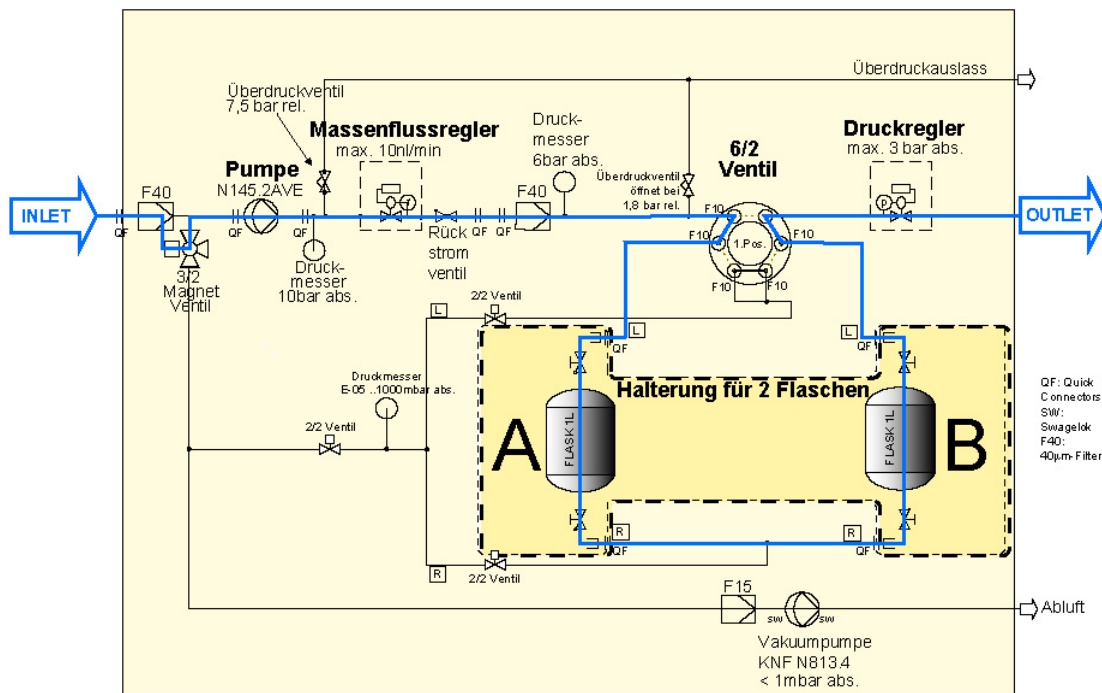 Überdruckauslass
Überdruckventil
7,5 bar rel.
Massenflussregler
max. 10nl/min
Druck-
messer
6bar abs.
6/2
Ventil
Druckregler
max. 3 bar abs.
Pumpe
N145.2AVE
Überdruckventil
öffnet bei
1,8 bar rel.
INLET
F40
F40
F10
F10
P
OUTLET
QF
QF
QF
QF
QF
Rück
strom
ventil
F10
1.Pos.
F10
3/2
Magnet
Ventil
Druck-
messer
10bar abs.
F10
F10
2/2 Ventil
L
L
L
QF
QF
Druckmesser
E-05 ..1000mbar abs.
Halterung für 2 Flaschen
QF: Quick
Connectors
SW:
Swagelok
F40:
40µm-Filter
2/2 Ventil
A
FLASK 1L
FLASK 1L
B
R
R
QF
QF
R
2/2 Ventil
F15
SW
SW
Abluft
Vakuumpumpe
KNF N813.4
< 1mbar abs.